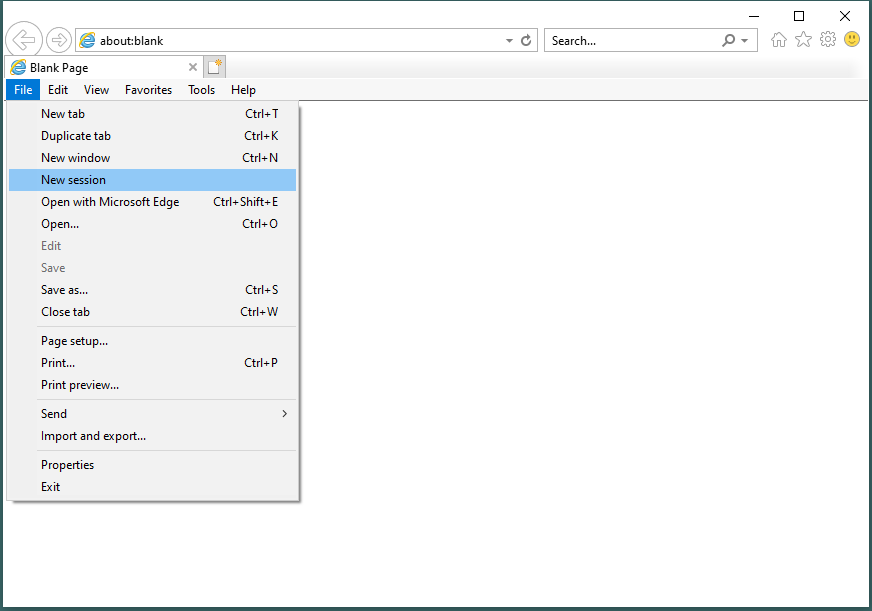 about:blank
Search...
Blank Page
File Edit View Favorites Tools Help
New tab Ctrl+T
Duplicate tab Ctrl+K
New window Ctrl+N
New session
Open with Microsoft Edge Ctrl+Shift+E
Open... Ctrl+O
Edit
Save
Save as... Ctrl+S
Close tab Ctrl+W
Page setup...
Print... Ctrl+P
Print preview...
Send
Import and export...
Properties
Exit